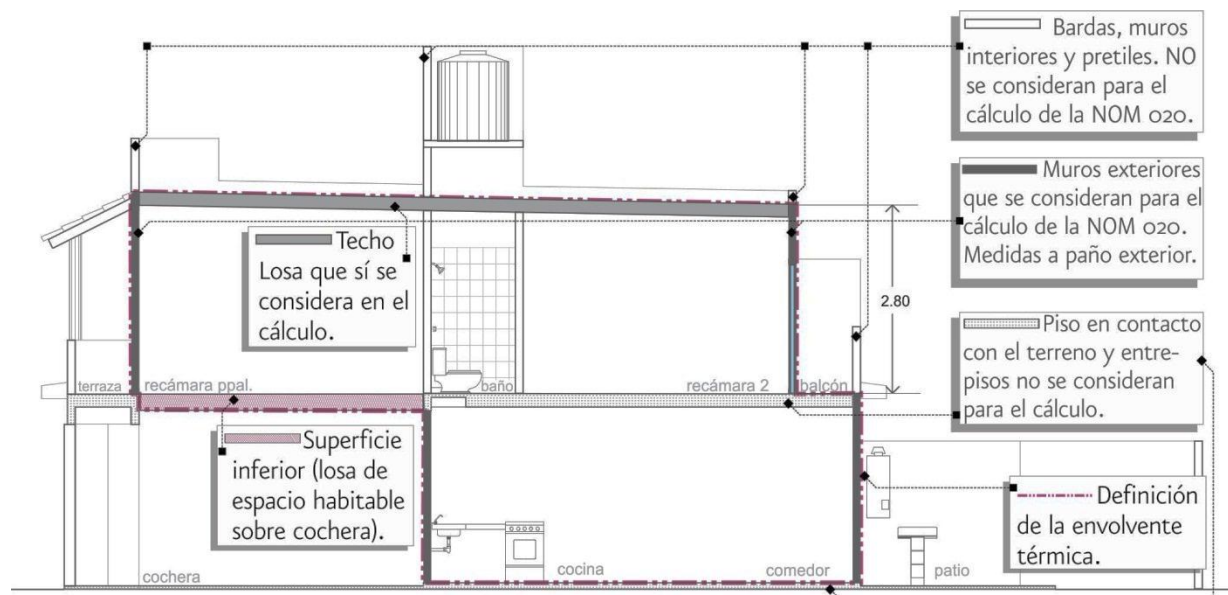 Bardas, muros
interiores y pretiles. NO
se consideran para el
cálculo de la NOM 020.
Muros exteriores
que se consideran para el
cálculo de la NOM 020.
Medidas a paño exterior.
Techo
Losa que sí se
considera en el
cálculo.
2.80
Piso en contacto
con el terreno y entre-
pisos no se consideran
para el cálculo.
terraza
recámara ppal.
baño
recámara 2
balcón
Superficie
inferior (losa de
espacio habitable
sobre cochera).
Definición
de la envolvente
térmica.
cochera
cocina
comedor
patio